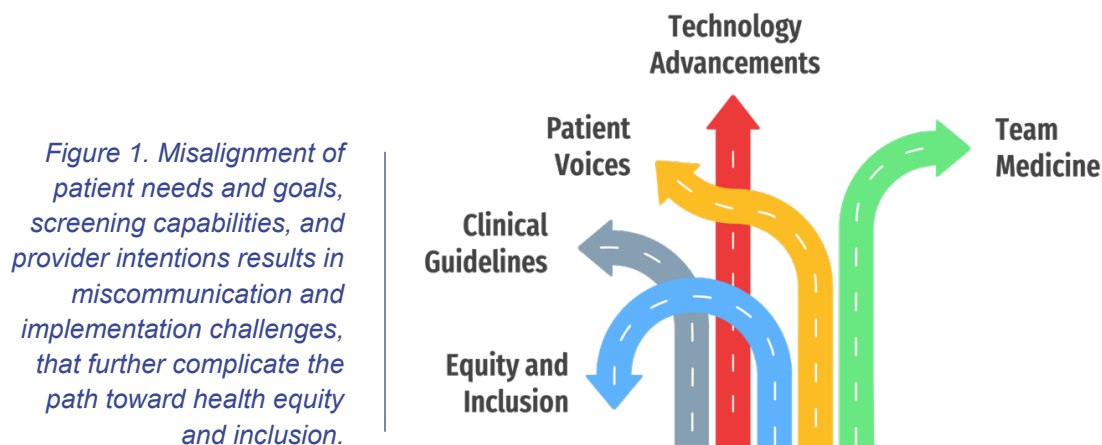 Figure 1. Misalignment of
patient needs and goals,
screening capabilities, and
provider intentions results in
miscommunication and
implementation challenges,
that further complicate the
path toward health equity
and inclusion.
Technology
Advancements
Patient
Voices
Team
Medicine
Clinical
Guidelines
Equity and
Inclusion